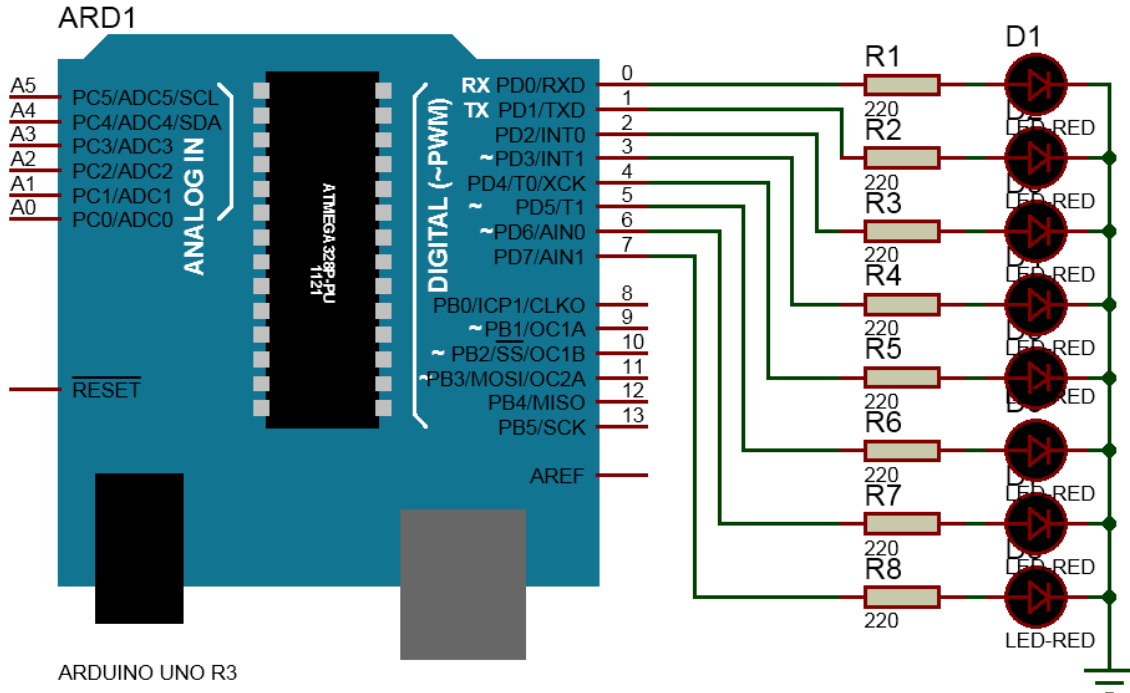 ARD1
A5
A4
A3
A2
A1
A0
PC5/ADC5/SCL
PC4/ADC4/SDA
PC3/ADC3
PC2/ADC2
PC1/ADC1
PC0/ADC0
ANALOG IN
RESET
ATMEGA328P-PU
1121
DIGITAL (~PWM)
RX PD0/RXD 0
TX PD1/TXD 1
PD2/INT0 2
~PD3/INT1 3
PD4/T0/XCK 4
~ PD5/T1 5
~PD6/AIN0 6
PD7/AIN1 7
PB0/ICP1/CLKO 8
~PB1/OC1A 9
~ PB2/SS/OC1B 10
~PB3/MOSI/OC2A 11
PB4/MISO 12
PB5/SCK 13
AREF
ARDUINO UNO R3
R1
220
R2
220
R3
220
R4
220
R5
220
R6
220
R7
220
R8
220
D1
LED-RED
LED-RED
LED-RED
LED-RED
LED-RED
LED-RED
LED-RED
LED-RED